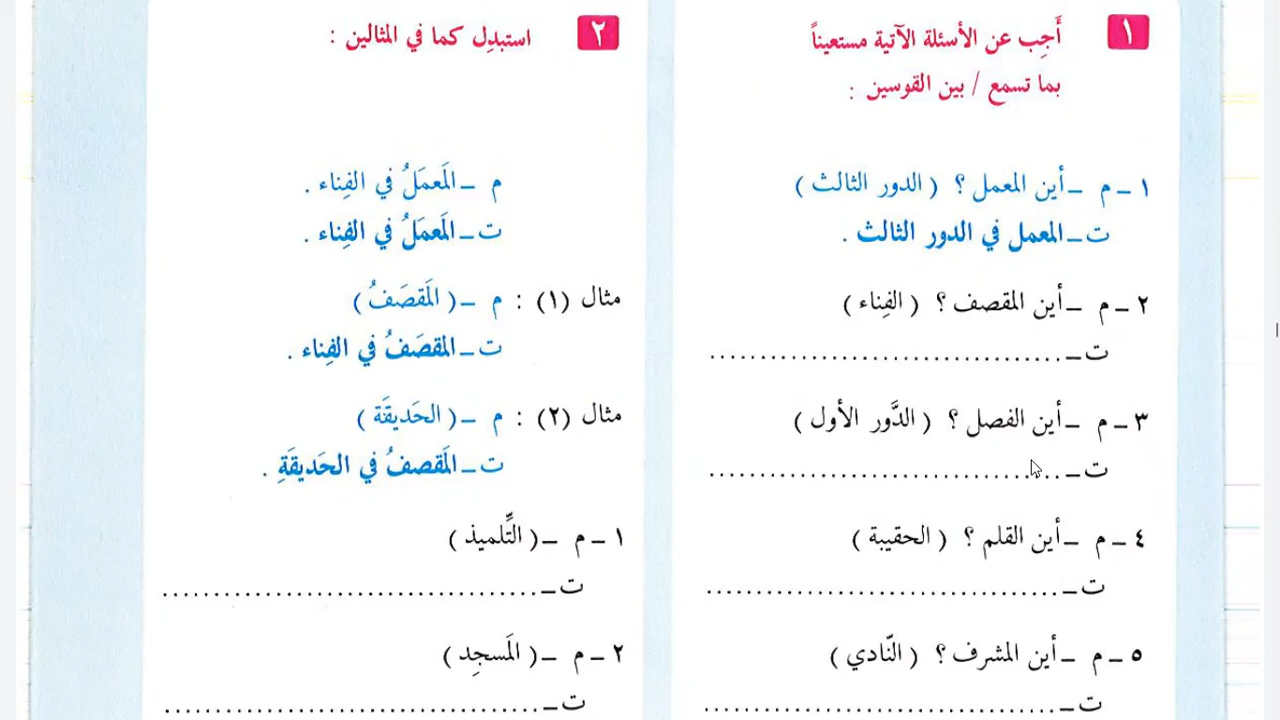 ١
أَجِب عن الأسئلة الآتية مستعيناً
بما تسمع / بين القوسين :
١ ـ م ـ أين المعمل ؟ ( الدور الثالث )
ت ـ المعمل في الدور الثالث .
٢ ـ م ـ أين المقصف ؟ ( الفِناء )
ت ـ ..................................
٣ ـ م ـ أين الفصل ؟ ( الدَّور الأول )
ت ـ ..................................
٤ ـ م ـ أين القلم ؟ ( الحقيبة )
ت ـ ..................................
٥ ـ م ـ أين المشرف ؟ ( النّادي )
ت ـ ..................................
٢
استبدِل كما في المثالين :
م ـ المَعمَلُ في الفِناء .
ت ـ المَعمَلُ في الفِناء .
مثال (١) : م ـ ( المَقصَفُ )
ت ـ المَقصَفُ في الفِناء .
مثال (٢) : م ـ ( الحَديقَة )
ت ـ المَقصفُ في الحَديقَةِ .
١ ـ م ـ ( التِّلميذ )
ت ـ ....................................
٢ ـ م ـ ( المَسجِد )
ت ـ ....................................